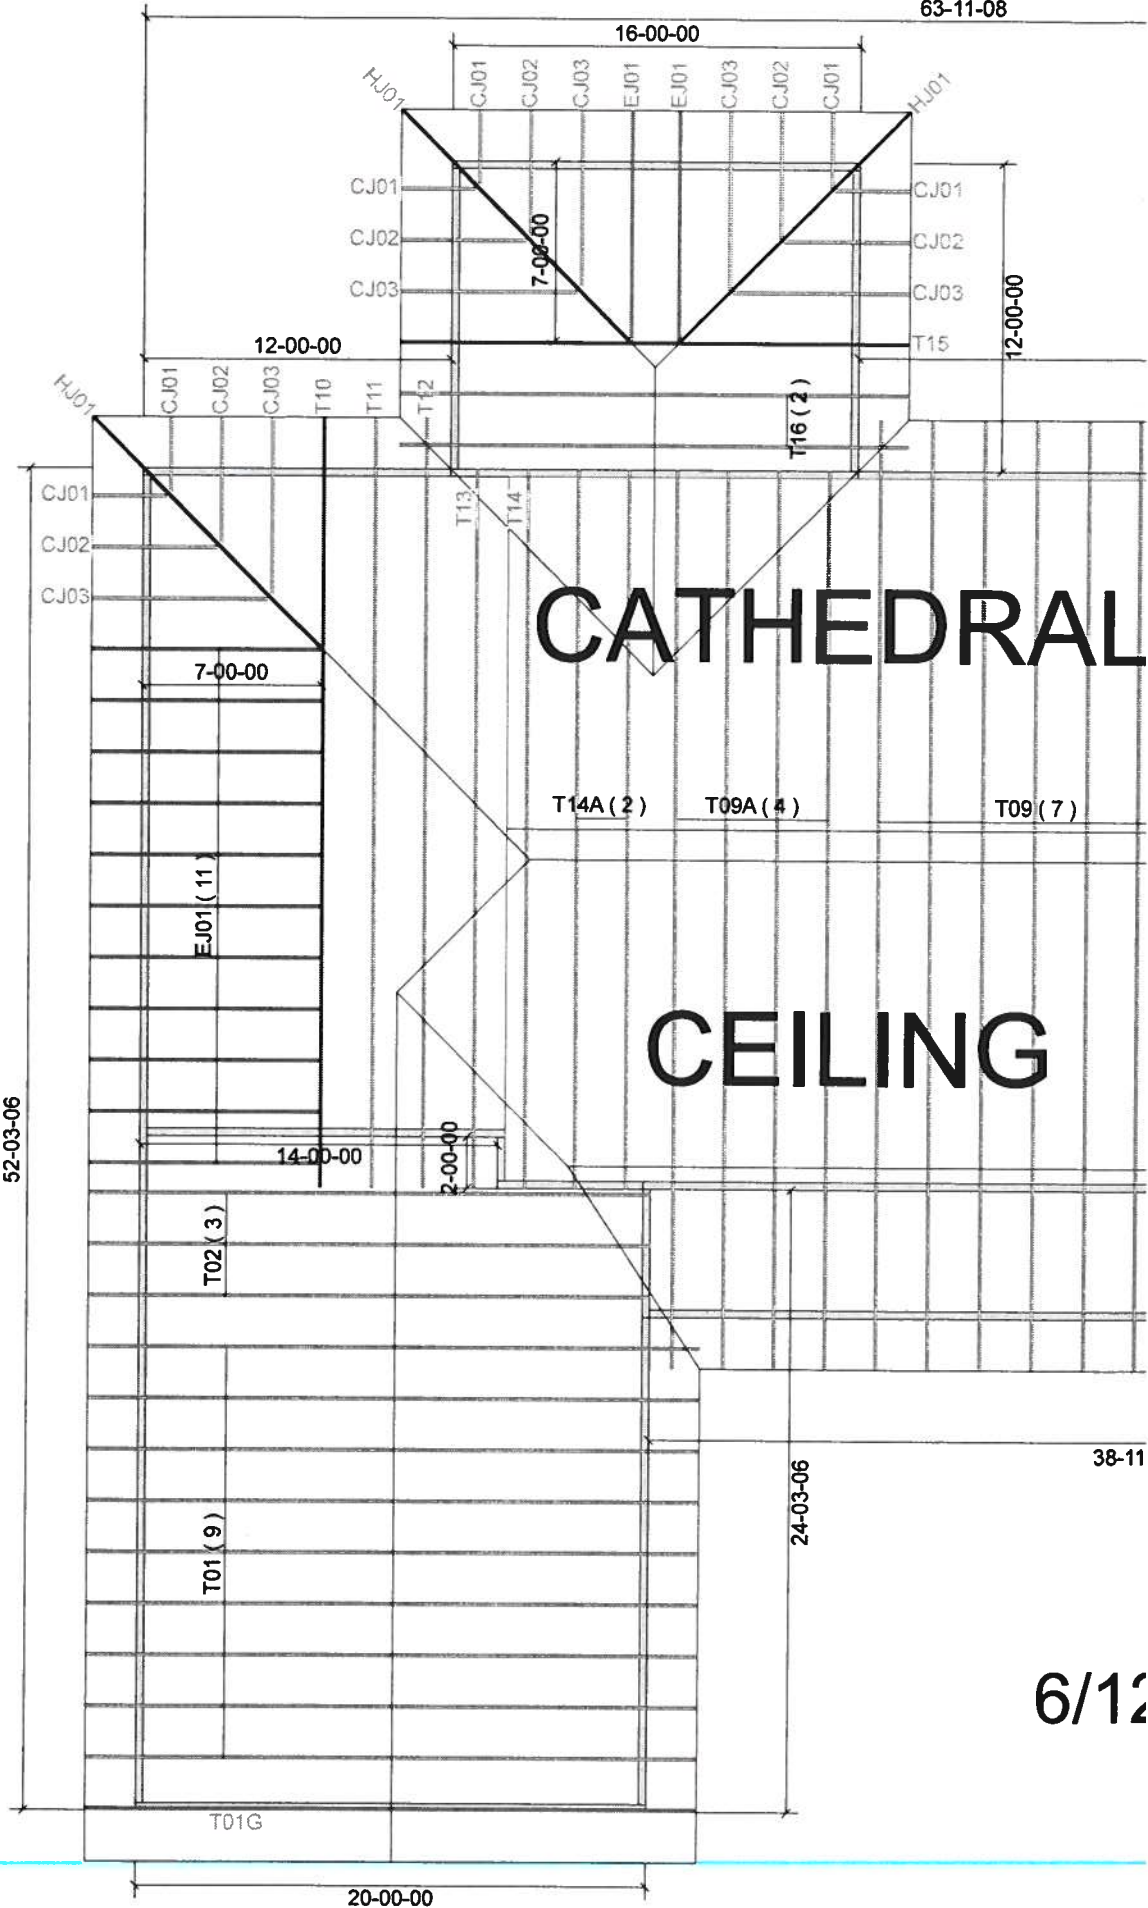 63-11-08
16-00-00
HJ01 CJ01 CJ02 CJ03 EJ01 EJ01 CJ03 CJ02 CJ01 HJ01
CJ01 CJ01
CJ02 CJ02
7-00-00
CJ03 CJ03
12-00-00
T15
12-00-00
HJ01 CJ01 CJ02 CJ03 T10 T11 T12
T16 ( 2 )
CJ01
T13 T14
CJ02
CJ03
CATHEDRAL
7-00-00
T14A ( 2 ) T09A ( 4 ) T09 ( 7 )
EJ01 ( 11 )
CEILING
52-03-06
14-00-00
2-00-00
T02 ( 3 )
38-11
24-03-06
T01 ( 9 )
6/12
T01G
20-00-00